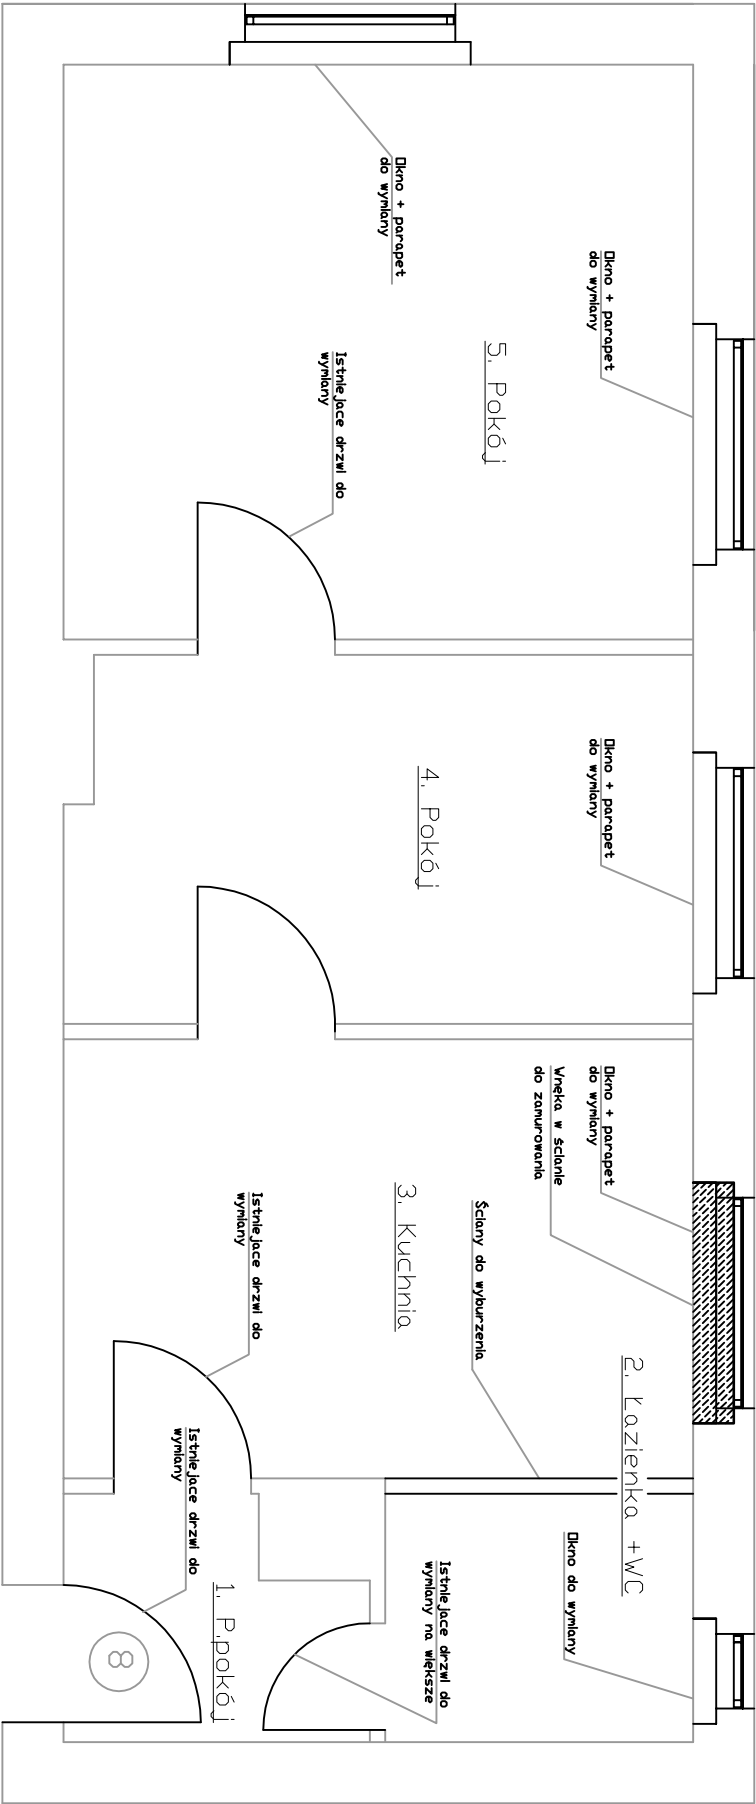 Okno + parapet
do wymiany
Okno + parapet
do wymiany
5. Pokój
Istniejace drzwi do
wymiany
Okno + parapet
do wymiany
4. Pokój
Okno + parapet
do wymiany
Wnęka w ścianie
do zamurowania
Ściany do wyburzenia
3. Kuchnia
Istniejace drzwi do
wymiany
2. Łazienka +WC
Okno do wymiany
Istniejace drzwi do
wymiany na większe
Istniejace drzwi do
wymiany
1. P.pokój
8